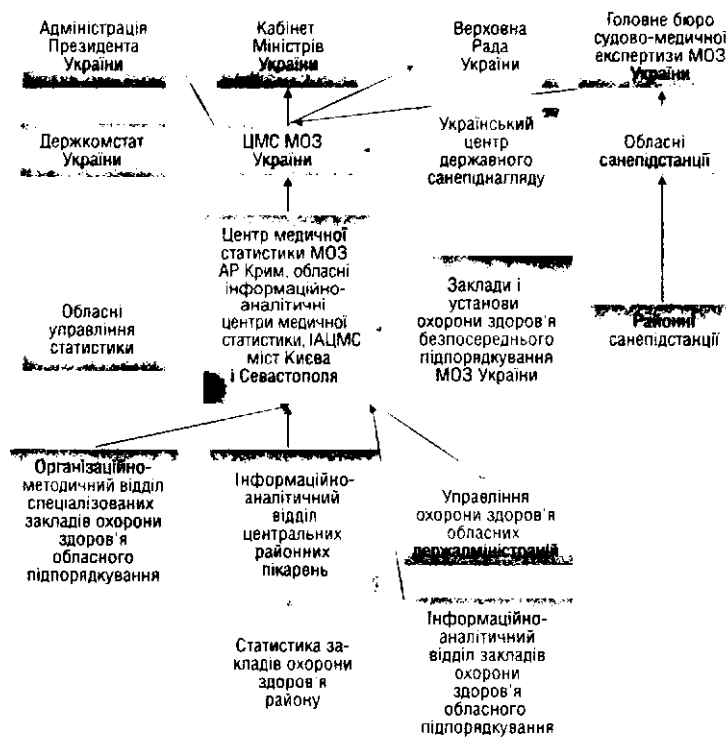 Адміністрація
Президента
України
Кабінет
Міністрів
України
Верховна
Рада
України
Головне бюро
судово-медичної
експертизи МОЗ
України
Держкомстат
України
ЦМС МОЗ
України
Український
центр
державного
санепіднагляду
Обласні
санепідстанції
Обласні
управління
статистики
Центр медичної
статистики МОЗ
АР Крим, обласні
інформаційно-
аналітичні
центри медичної
статистики, ІАЦМС
міст Києва
і Севастополя
Заклади і
установи
охорони здоров'я
безпосереднього
підпорядкування
МОЗ України
Районні
санепідстанції
Організаційно-
методичний відділ
спеціалізованих
закладів охорони
здоров'я
обласного
підпорядкування
Інформаційно-
аналітичний
відділ
центральних
районних
лікарень
Управління
охорони здоров'я
обласних
держадміністрацій
Статистика за-
кладів охорони
здоров'я
району
Інформаційно-
аналітичний
відділ закладів
охорони
здоров'я
обласного
підпорядкування